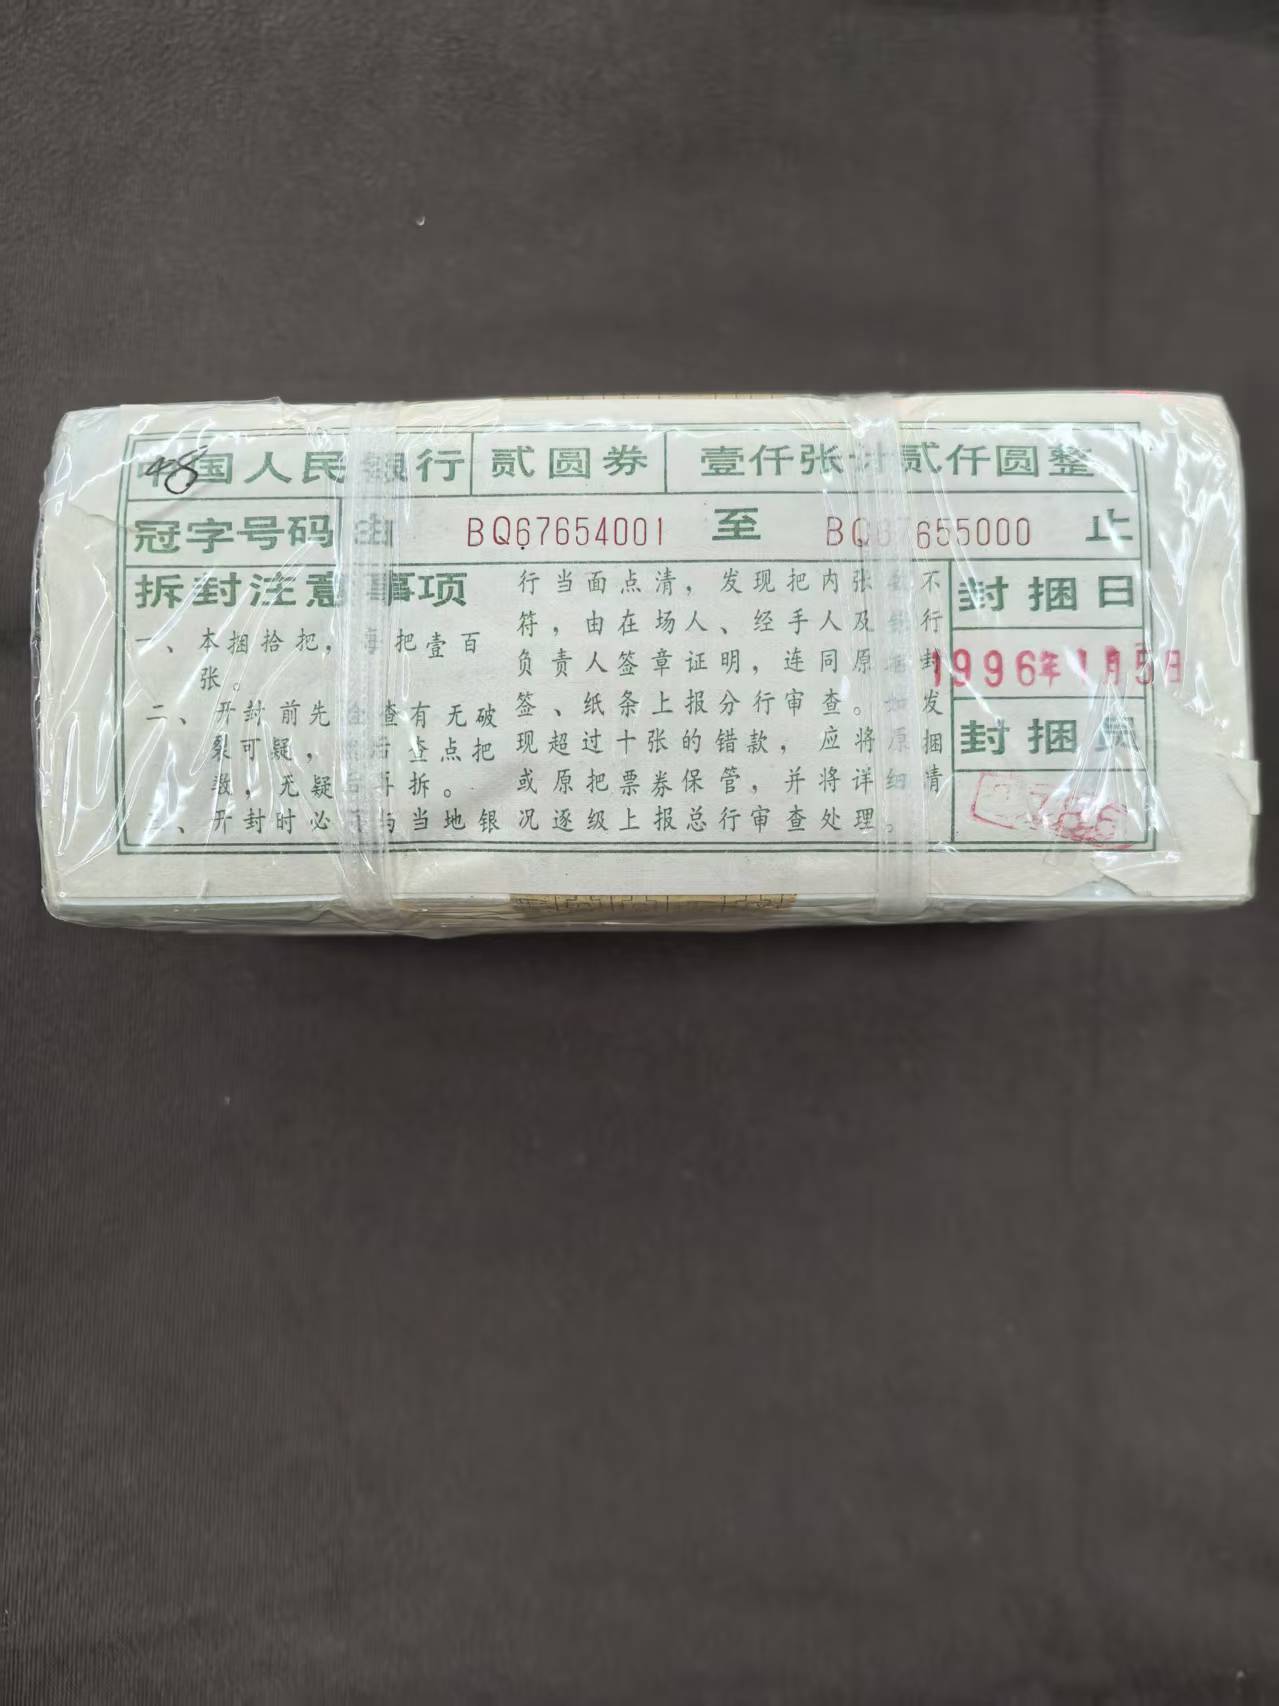 48
中国人民银行 贰圆券 壹仟张计贰仟圆整
冠字号码 由 BQ67654001 至 BQ67655000 止
拆封注意事项
一、本捆拾把，每把壹百
张。
二、开封前先检查有无破
裂可疑，然后查点把
数，无疑后再拆。
三、开封时必须与当地银
行当面点清，发现把内张数不
符，由在场人、经手人及银行
负责人签章证明，连同原捆封
签、纸条上报分行审查。如发
现超过十张的错款，应将原捆
或原把票券保管，并将详细情
况逐级上报总行审查处理。
封捆日
1996年1月5日
封捆员